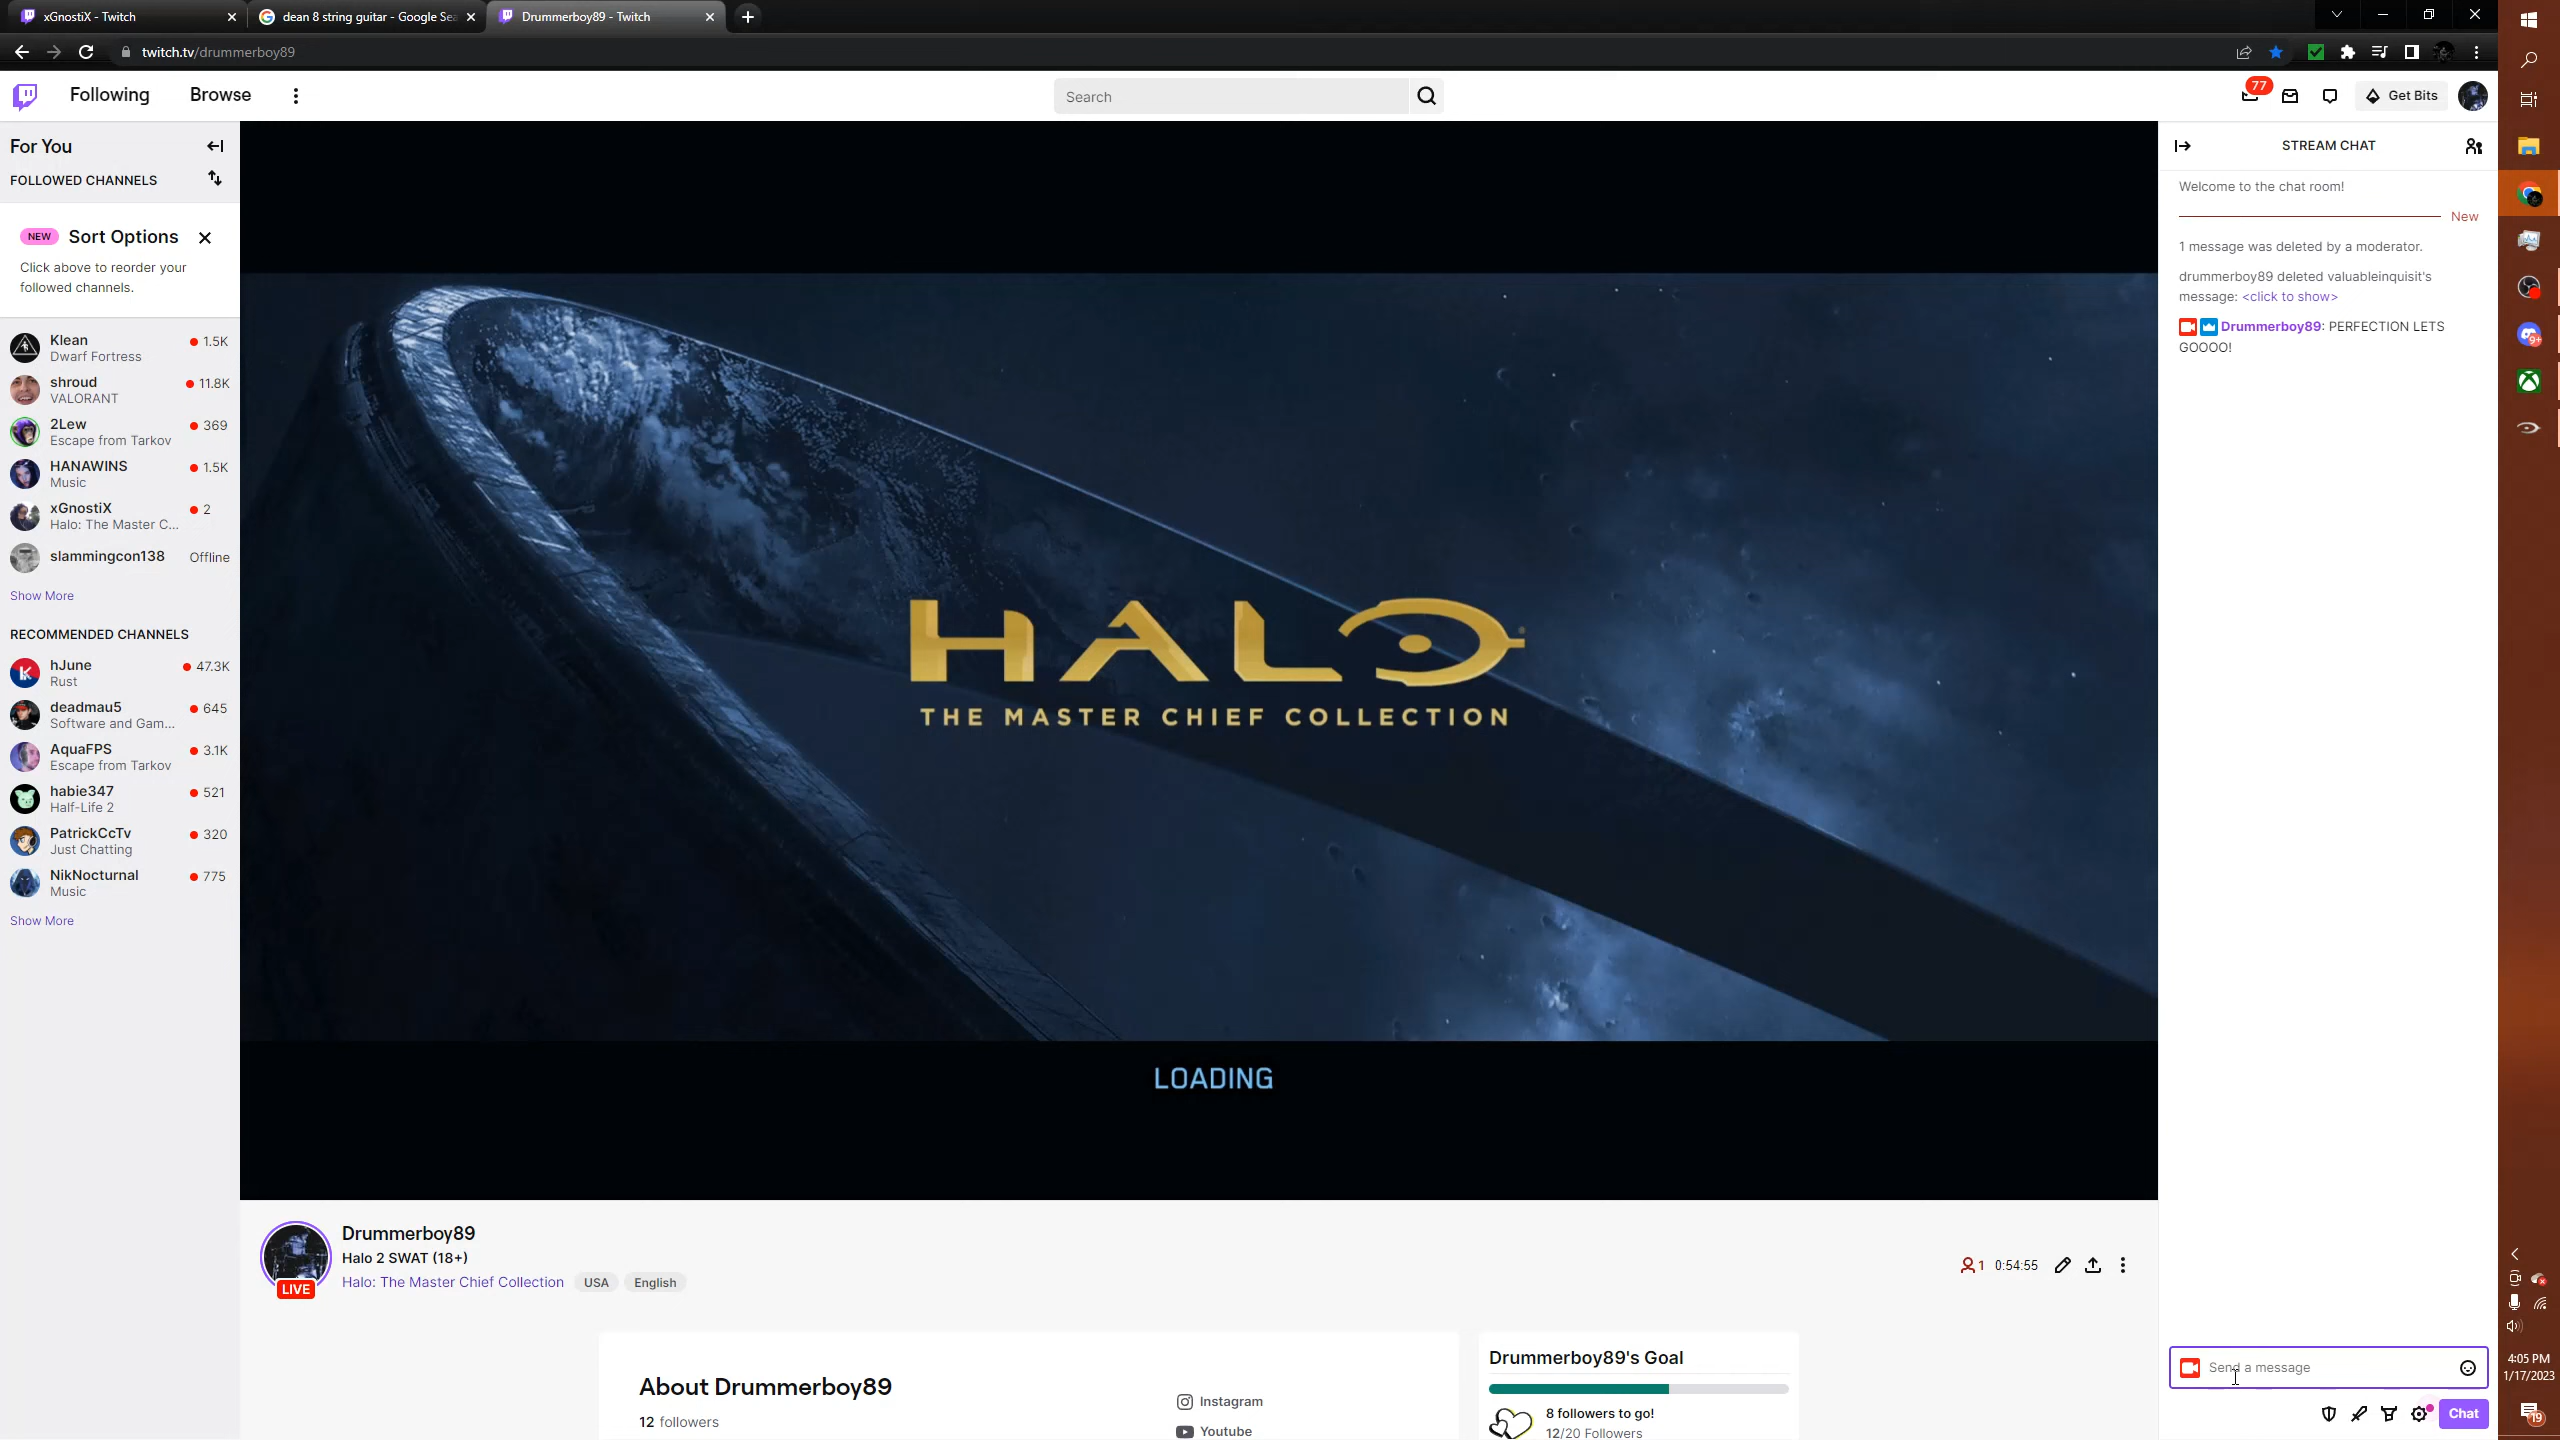 xGnostiX - Twitch
dean 8 string guitar - Google Sea
Drummerboy89 - Twitch
twitch.tv/drummerboy89
Following
Browse
Search
77
Get Bits
For You
FOLLOWED CHANNELS
NEW
Sort Options
Click above to reorder your
followed channels.
Klean
1.5K
Dwarf Fortress
shroud
11.8K
VALORANT
2Lew
369
Escape from Tarkov
HANAWINS
1.5K
Music
xGnostiX
2
Halo: The Master C...
slammingcon138
Offline
Show More
RECOMMENDED CHANNELS
hJune
47.3K
Rust
deadmau5
645
Software and Gam...
AquaFPS
3.1K
Escape from Tarkov
habie347
521
Half-Life 2
PatrickCcTv
320
Just Chatting
NikNocturnal
775
Music
Show More
HALO
THE MASTER CHIEF COLLECTION
LOADING
LIVE
Drummerboy89
Halo 2 SWAT (18+)
Halo: The Master Chief Collection
USA
English
1
0:54:55
About Drummerboy89
12 followers
Instagram
Youtube
Drummerboy89's Goal
8 followers to go!
12/20 Followers
STREAM CHAT
Welcome to the chat room!
New
1 message was deleted by a moderator.
drummerboy89 deleted valuableinquisit's
message: <click to show>
Drummerboy89: PERFECTION LETS
GOOOO!
Send a message
Chat
9+
4:05 PM
1/17/2023
19